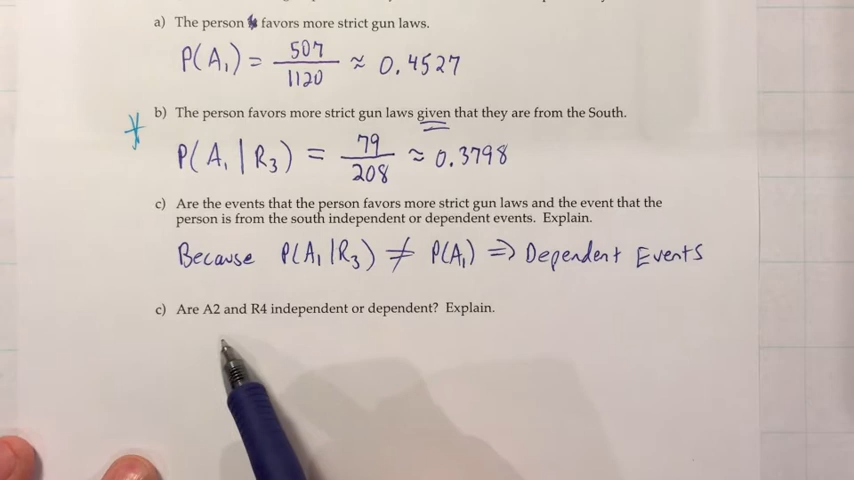 a) The person favors more strict gun laws.
P(A₁) = 507/1120 ≈ 0.4527
b) The person favors more strict gun laws given that they are from the South.
P(A₁ | R₃) = 79/208 ≈ 0.3798
c) Are the events that the person favors more strict gun laws and the event that the
person is from the south independent or dependent events. Explain.
Because P(A₁ | R₃) ≠ P(A₁) ⇒ Dependent Events
c) Are A2 and R4 independent or dependent? Explain.